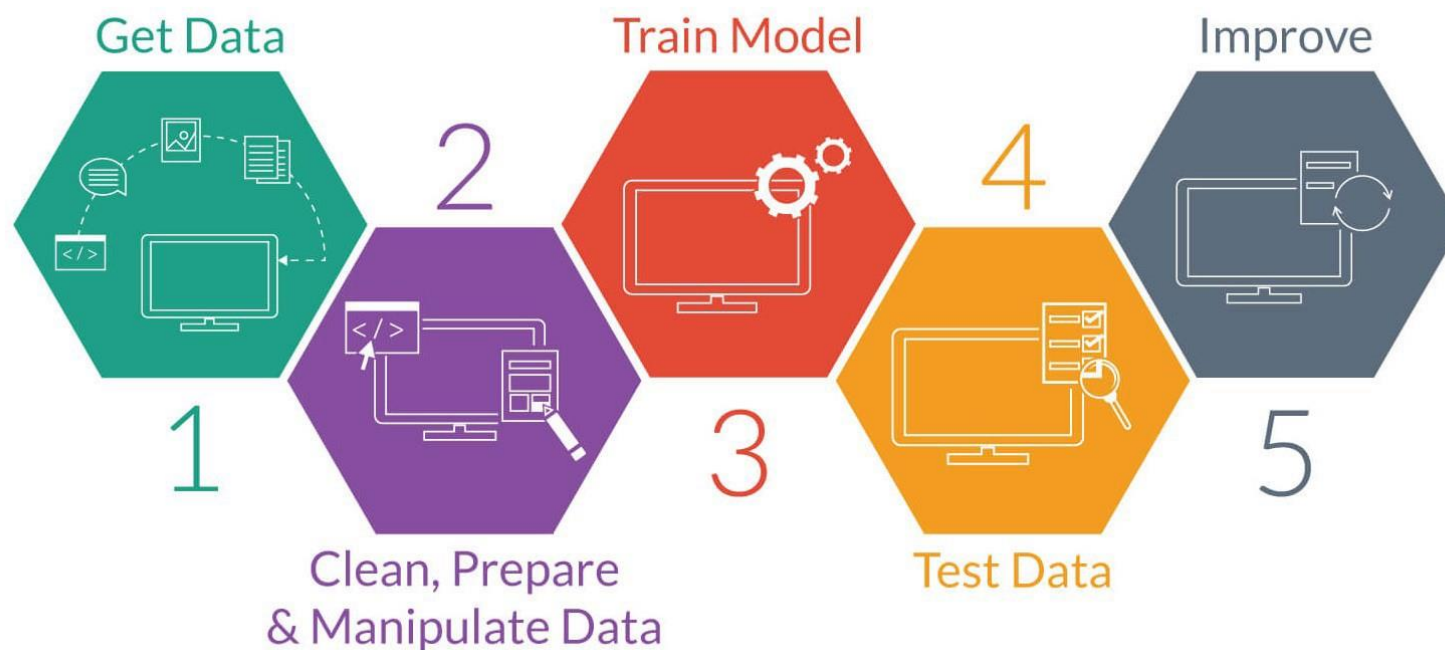 Get Data
1
2
Clean, Prepare
& Manipulate Data
Train Model
3
4
Test Data
Improve
5
</ >
</ >